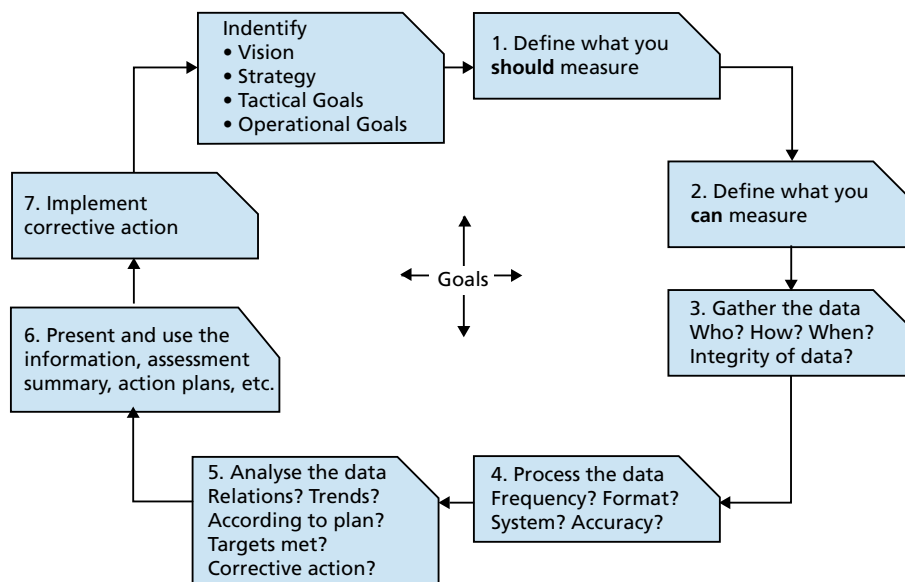 Indentify
• Vision
• Strategy
• Tactical Goals
• Operational Goals
1. Define what you
should measure
2. Define what you
can measure
3. Gather the data
Who? How? When?
Integrity of data?
4. Process the data
Frequency? Format?
System? Accuracy?
5. Analyse the data
Relations? Trends?
According to plan?
Targets met?
Corrective action?
6. Present and use the
information, assessment
summary, action plans, etc.
7. Implement
corrective action
Goals